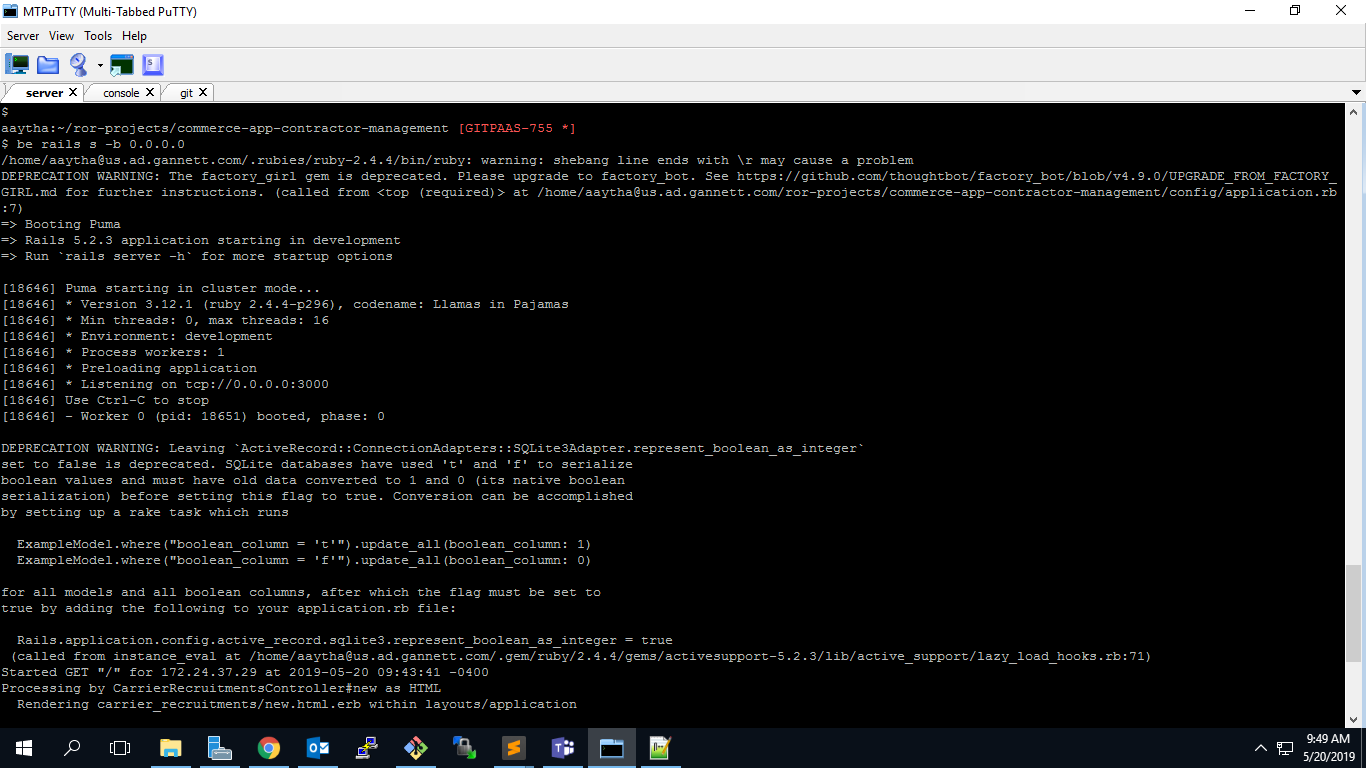 MTPuTTY (Multi-Tabbed PuTTY)
Server View Tools Help
server X console X git X
$
aaytha:~/ror-projects/commerce-app-contractor-management [GITPAAS-755 *]
$ be rails s -b 0.0.0.0
/home/aaytha@us.ad.gannett.com/.rubies/ruby-2.4.4/bin/ruby: warning: shebang line ends with \r may cause a problem
DEPRECATION WARNING: The factory_girl gem is deprecated. Please upgrade to factory_bot. See https://github.com/thoughtbot/factory_bot/blob/v4.9.0/UPGRADE_FROM_FACTORY_
GIRL.md for further instructions. (called from <top (required)> at /home/aaytha@us.ad.gannett.com/ror-projects/commerce-app-contractor-management/config/application.rb
:7)
=> Booting Puma
=> Rails 5.2.3 application starting in development
=> Run `rails server -h` for more startup options
[18646] Puma starting in cluster mode...
[18646] * Version 3.12.1 (ruby 2.4.4-p296), codename: Llamas in Pajamas
[18646] * Min threads: 0, max threads: 16
[18646] * Environment: development
[18646] * Process workers: 1
[18646] * Preloading application
[18646] * Listening on tcp://0.0.0.0:3000
[18646] Use Ctrl-C to stop
[18646] - Worker 0 (pid: 18651) booted, phase: 0
DEPRECATION WARNING: Leaving `ActiveRecord::ConnectionAdapters::SQLite3Adapter.represent_boolean_as_integer`
set to false is deprecated. SQLite databases have used 't' and 'f' to serialize
boolean values and must have old data converted to 1 and 0 (its native boolean
serialization) before setting this flag to true. Conversion can be accomplished
by setting up a rake task which runs
ExampleModel.where("boolean_column = 't'").update_all(boolean_column: 1)
ExampleModel.where("boolean_column = 'f'").update_all(boolean_column: 0)
for all models and all boolean columns, after which the flag must be set to
true by adding the following to your application.rb file:
Rails.application.config.active_record.sqlite3.represent_boolean_as_integer = true
(called from instance_eval at /home/aaytha@us.ad.gannett.com/.gem/ruby/2.4.4/gems/activesupport-5.2.3/lib/active_support/lazy_load_hooks.rb:71)
Started GET "/" for 172.24.37.29 at 2019-05-20 09:43:41 -0400
Processing by CarrierRecruitmentsController#new as HTML
Rendering carrier_recruitments/new.html.erb within layouts/application
9:49 AM
5/20/2019